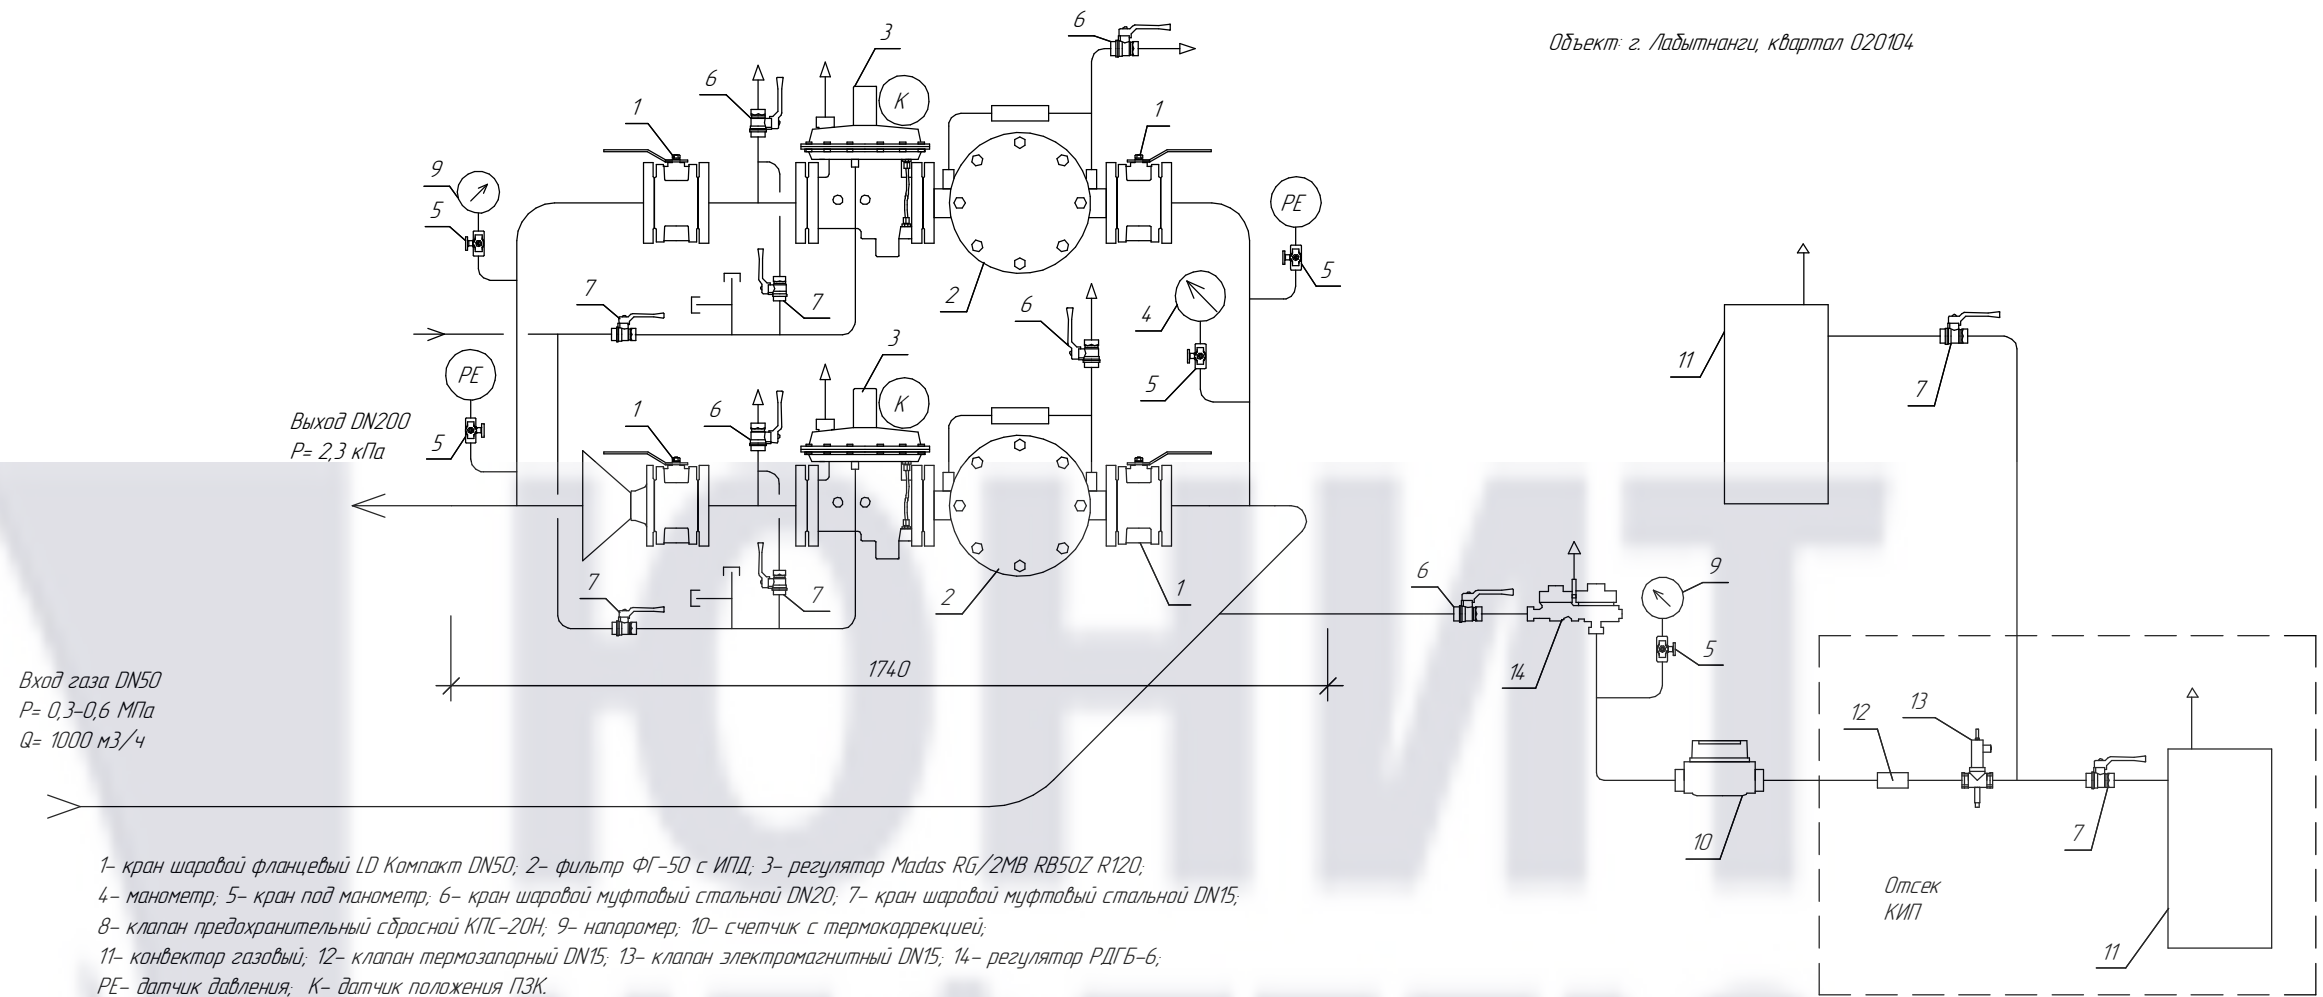 Объект: г. Лабытнанги, квартал 020104
3
6
6
К
1
1
9
5
РЕ
5
7
7
2
4
6
3
РЕ
5
11
7
Выход DN200
Р= 2,3 кПа
5
1
6
К
7
7
2
1
6
9
14
5
1740
Вход газа DN50
Р= 0,3-0,6 МПа
Q= 1000 м3/ч
12
13
10
7
Отсек
КИП
11
1- кран шаровой фланцевый LD Компакт DN50; 2- фильтр ФГ-50 с ИПД; 3- регулятор Madas RG/2MB RB50Z R120;
4- манометр; 5- кран под манометр; 6- кран шаровой муфтовый стальной DN20; 7- кран шаровой муфтовый стальной DN15;
8- клапан предохранительный сбросной КПС-20Н; 9- напоромер; 10- счетчик с термокоррекцией;
11- конвектор газовый; 12- клапан термозапорный DN15; 13- клапан электромагнитный DN15; 14- регулятор РДГБ-6;
РЕ- датчик давления; К- датчик положения ПЗК.
ЮНИТ